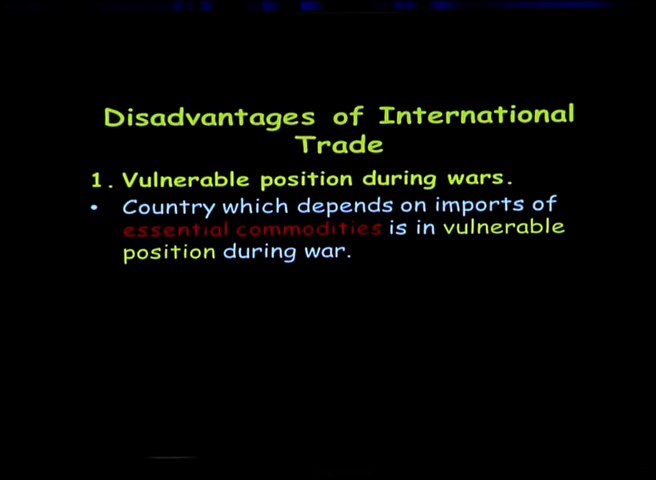 Disadvantages of International
Trade
1. Vulnerable position during wars.
• Country which depends on imports of
essential commodities is in vulnerable
position during war.